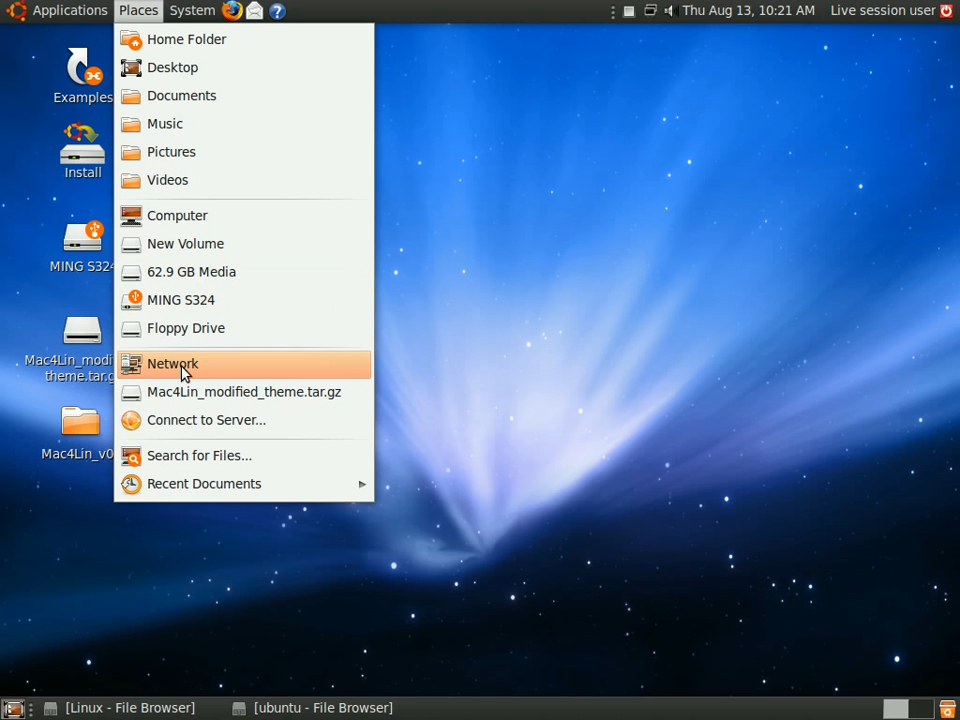 Applications Places System Thu Aug 13, 10:21 AM Live session user
Home Folder
Desktop
Documents
Music
Pictures
Videos
Computer
New Volume
62.9 GB Media
MING S324
Floppy Drive
Network
Mac4Lin_modified_theme.tar.gz
Connect to Server...
Search for Files...
Recent Documents
Examples
Install
MING S324
Mac4Lin_modi
theme.tar.g
Mac4Lin_v0
[Linux - File Browser] [ubuntu - File Browser]